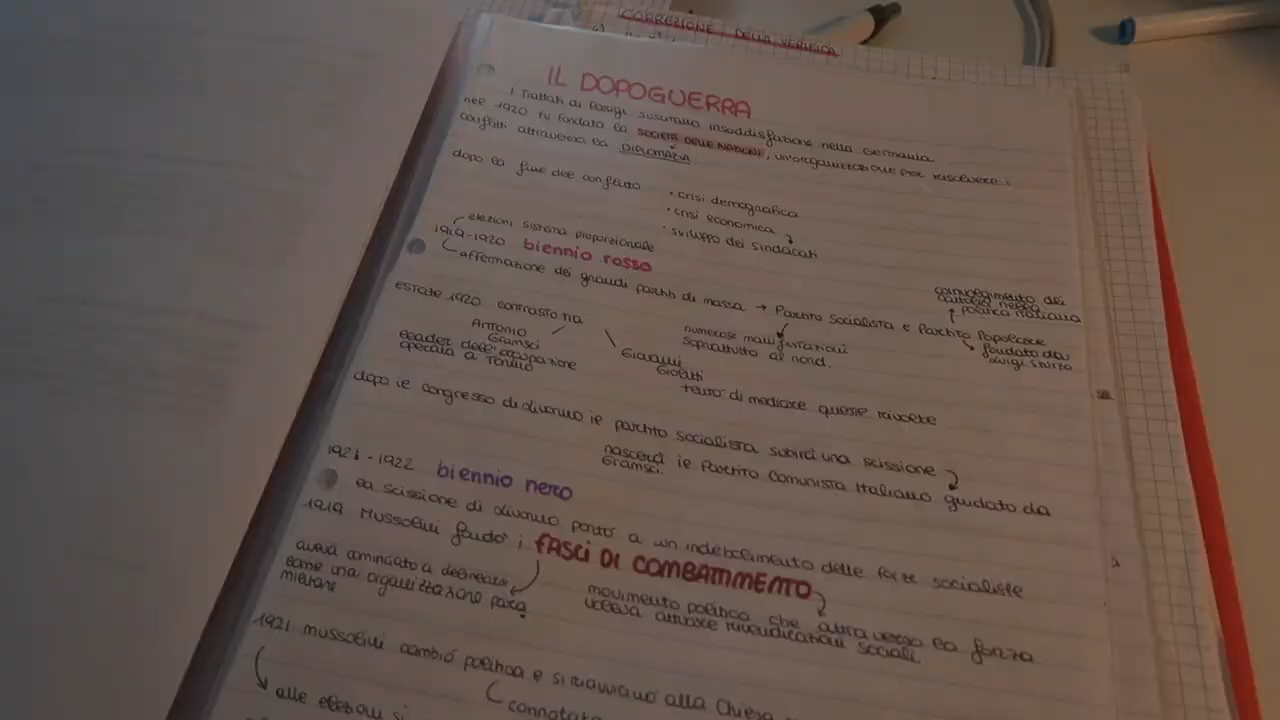 CORREZIONE DELLA VERIFICA
IL DOPOGUERRA
i Trattati di Parigi suscitano insoddisfazione nella Germania
nel 1920 fu fondata la SOCIETÀ DELLE NAZIONI, un'organizzazione per risolvere i
conflitti attraverso la DIPLOMAZIA
dopo la fine del conflitto
• crisi demografica
• crisi economica
• sviluppo dei sindacati
elezioni sistema proporzionale
1919-1920 biennio rosso
affermazione dei grandi partiti di massa → Partito Socialista e Partito Popolare
coinvolgimento dei
cattolici nella
politica italiana
fondato da
Luigi Sturzo
numerose manifestazioni
soprattutto al nord.
estate 1920 contrasto tra
Antonio
Gramsci
leader dell'occupazione
operaia a Torino
Giovanni
Giolitti
tentò di mediare queste rivolte
dopo il congresso di Livorno il partito socialista subirà una scissione
nascerà il Partito Comunista Italiano guidato da
Gramsci.
1921-1922 biennio nero
la scissione di Livorno portò a un indebolimento delle forze socialiste
1919 Mussolini fondò i FASCI DI COMBATTIMENTO
aveva cominciato a delinearsi
come una organizzazione para
militare
movimento politico che attraverso la forza
voleva attuare rivendicazioni sociali.
1921 Mussolini cambiò politica e si riavvicinò alla Chiesa
alle elezioni si